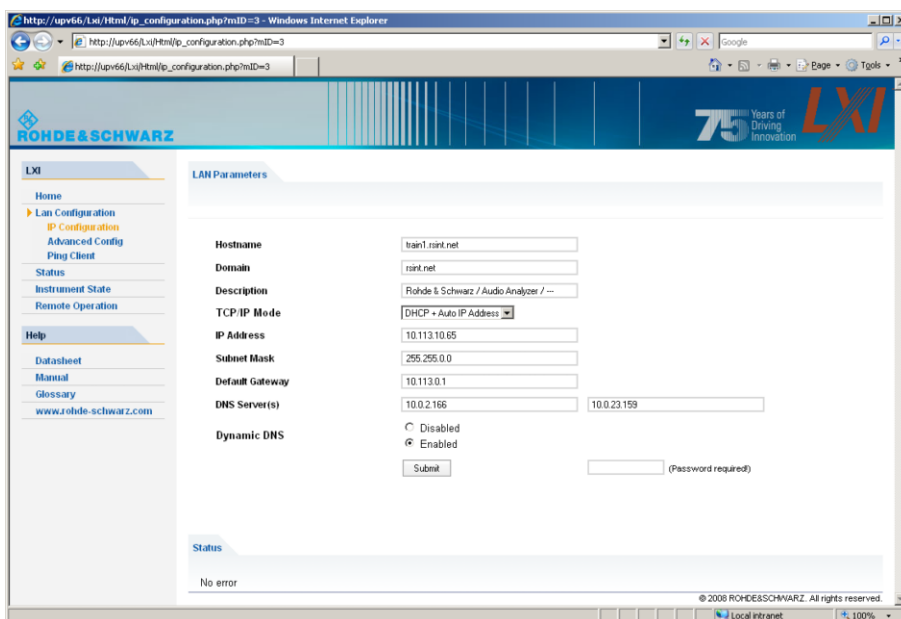 http://upv66/Lxi/Html/ip_configuration.php?mID=3 - Windows Internet Explorer
http://upv66/Lxi/Html/ip_configuration.php?mID=3
Google
http://upv66/Lxi/Html/ip_configuration.php?mID=3
Page
Tools
ROHDE&SCHWARZ
75 Years of
Driving
Innovation
LXI
LXI
Home
Lan Configuration
IP Configuration
Advanced Config
Ping Client
Status
Instrument State
Remote Operation
Help
Datasheet
Manual
Glossary
www.rohde-schwarz.com
LAN Parameters
Hostname train1.rsint.net
Domain rsint.net
Description Rohde & Schwarz / Audio Analyzer / ---
TCP/IP Mode DHCP + Auto IP Address
IP Address 10.113.10.65
Subnet Mask 255.255.0.0
Default Gateway 10.113.0.1
DNS Server(s) 10.0.2.166 10.0.23.159
Dynamic DNS
Disabled
Enabled
Submit (Password required!)
Status
No error
© 2008 ROHDE&SCHWARZ. All rights reserved.
Local intranet 100%